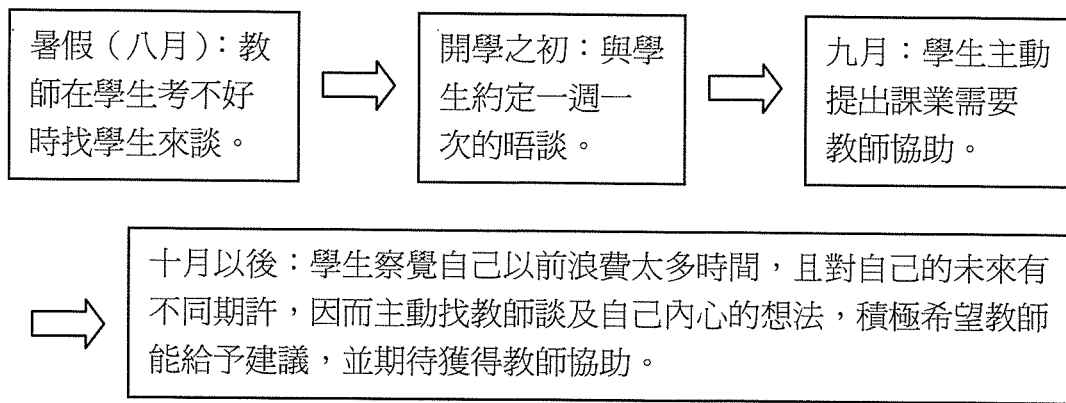 暑假（八月）：教
師在學生考不好
時找學生來談。
開學之初：與學
生約定一週一
次的晤談。
九月：學生主動
提出課業需要
教師協助。
十月以後：學生察覺自己以前浪費太多時間，且對自己的未來有
不同期許，因而主動找教師談及自己內心的想法，積極希望教師
能給予建議，並期待獲得教師協助。